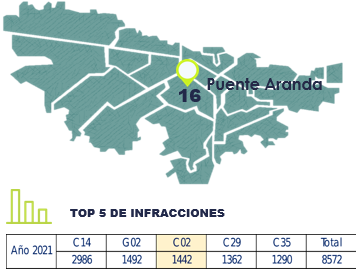 Puente Aranda
16
TOP 5 DE INFRACCIONES
Año 2021 C14 G02 C02 C29 C35 Total
2986 1492 1442 1362 1290 8572